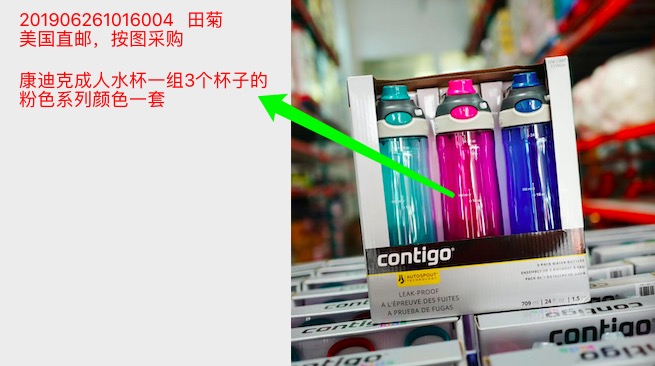 201906261016004 田菊
美国直邮，按图采购
康迪克成人水杯一组3个杯子的
粉色系列颜色一套
contigo
AUTOSPOUT
LEAK-PROOF
À L'ÉPREUVE DES FUITES
A PRUEBA DE FUGAS
709 ml | 24 | 1.5
contigo
contigo